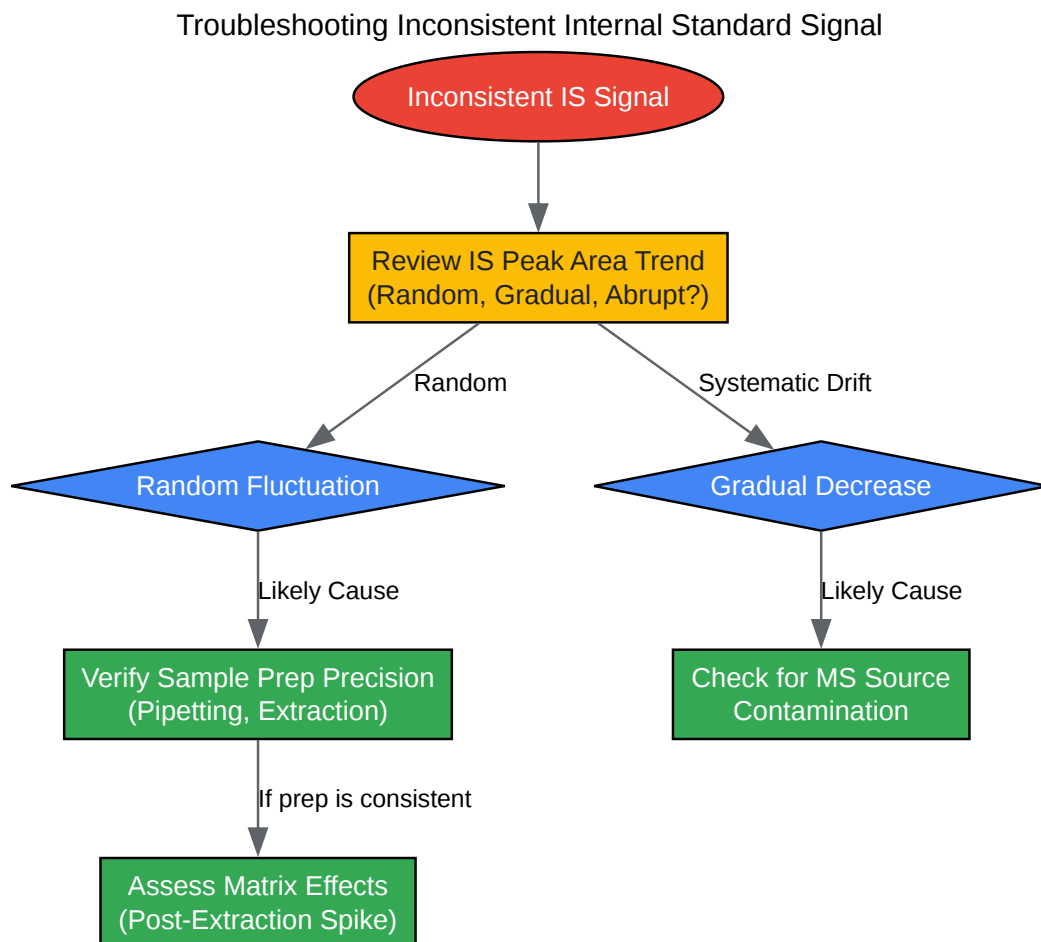 Troubleshooting Inconsistent Internal Standard Signal
Inconsistent IS Signal
Review IS Peak Area Trend
(Random, Gradual, Abrupt?)
Random
Systematic Drift
Random Fluctuation
Gradual Decrease
Likely Cause
Likely Cause
Verify Sample Prep Precision
(Pipetting, Extraction)
Check for MS Source
Contamination
If prep is consistent
Assess Matrix Effects
(Post-Extraction Spike)